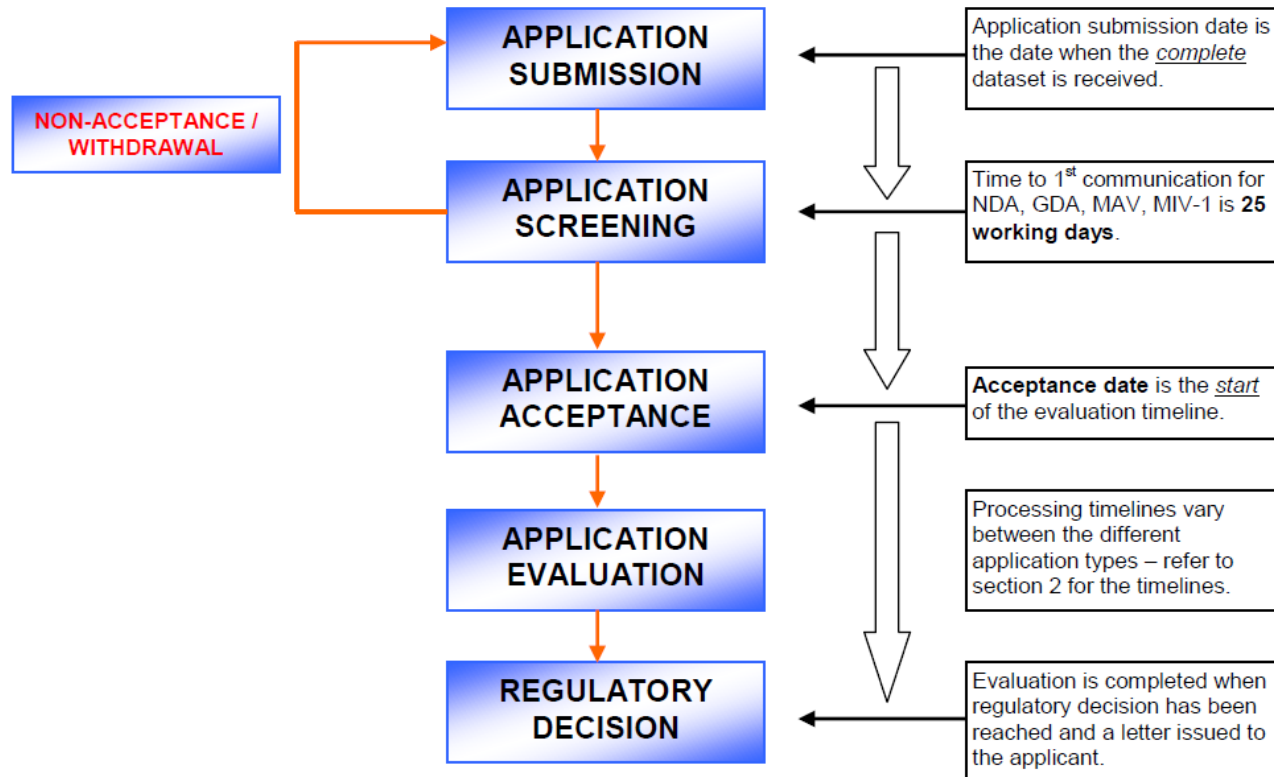 APPLICATION
SUBMISSION
Application submission date is
the date when the complete
dataset is received.
NON-ACCEPTANCE /
WITHDRAWAL
APPLICATION
SCREENING
Time to 1st communication for
NDA, GDA, MAV, MIV-1 is 25
working days.
APPLICATION
ACCEPTANCE
Acceptance date is the start
of the evaluation timeline.
APPLICATION
EVALUATION
Processing timelines vary
between the different
application types – refer to
section 2 for the timelines.
REGULATORY
DECISION
Evaluation is completed when
regulatory decision has been
reached and a letter issued to
the applicant.